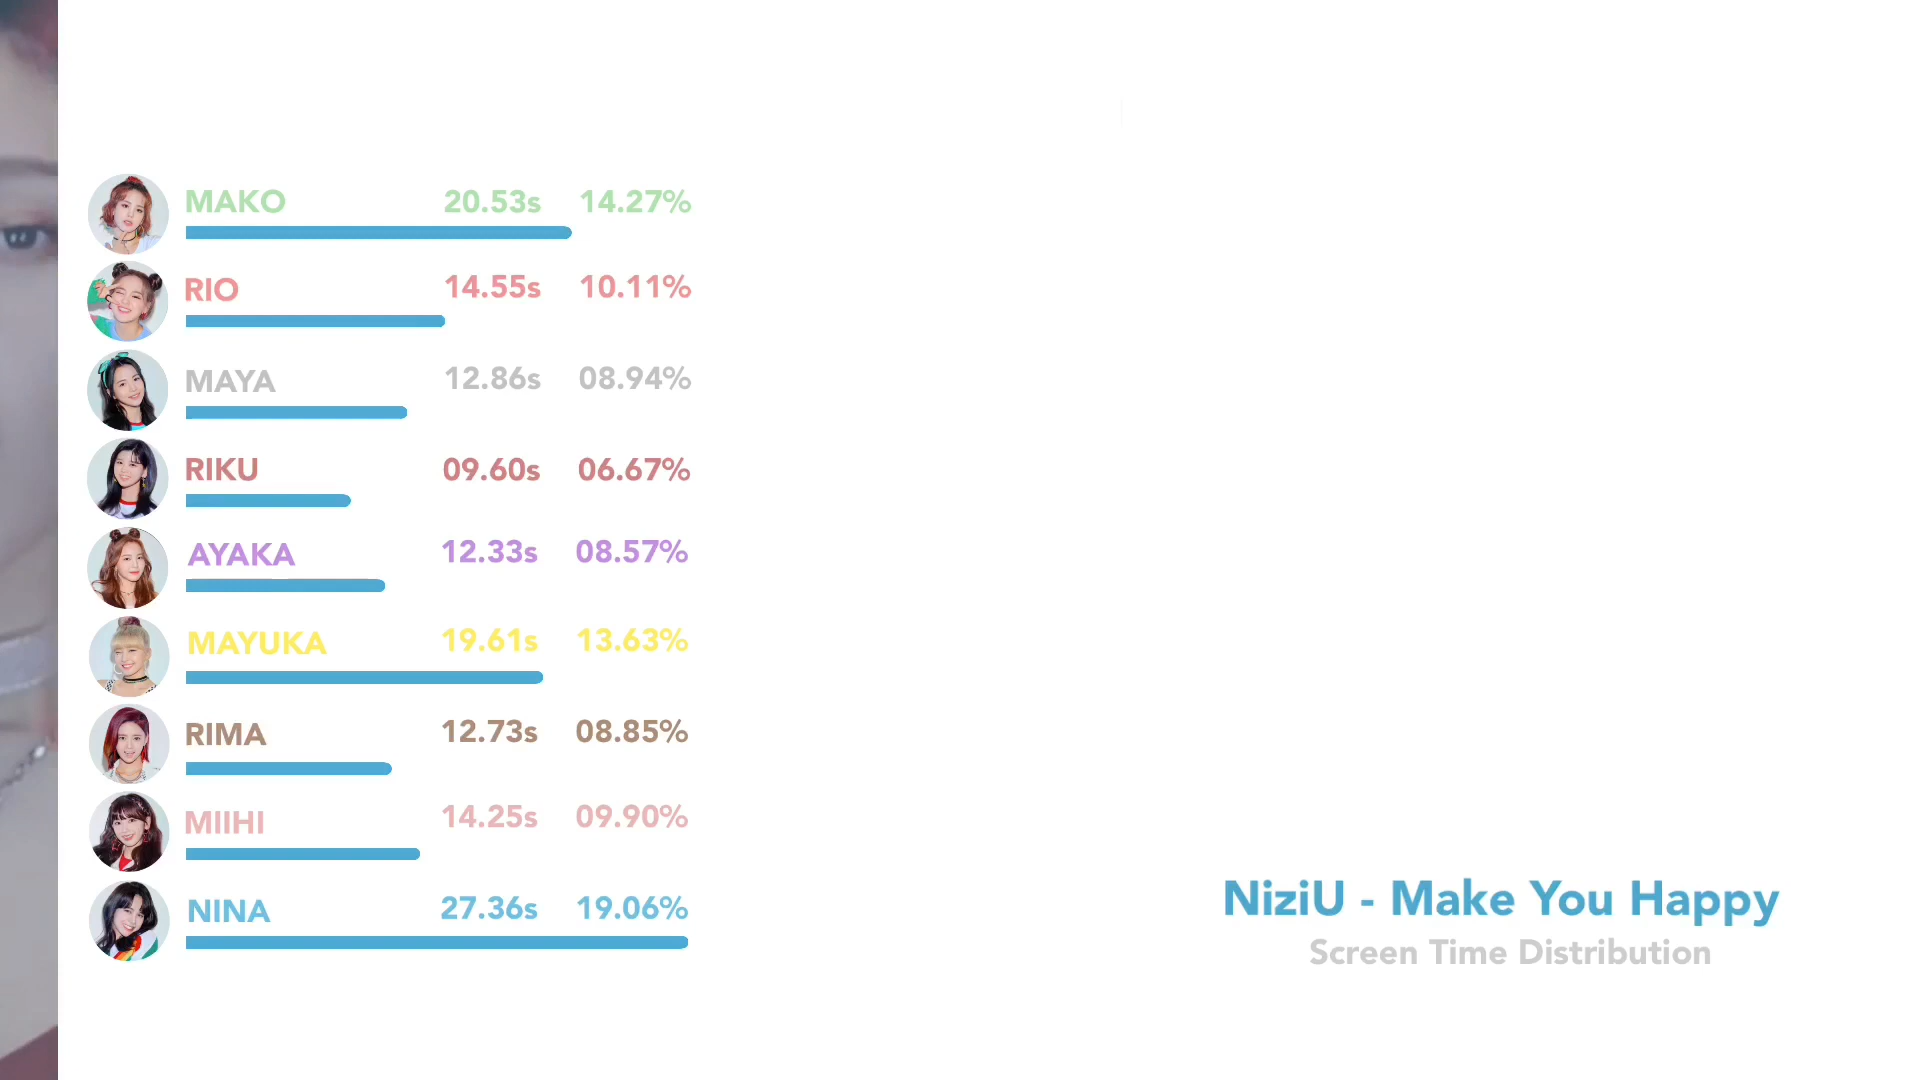 MAKO 20.53s 14.27%
RIO 14.55s 10.11%
MAYA 12.86s 08.94%
RIKU 09.60s 06.67%
AYAKA 12.33s 08.57%
MAYUKA 19.61s 13.63%
RIMA 12.73s 08.85%
MIIHI 14.25s 09.90%
NINA 27.36s 19.06%
NiziU - Make You Happy
Screen Time Distribution